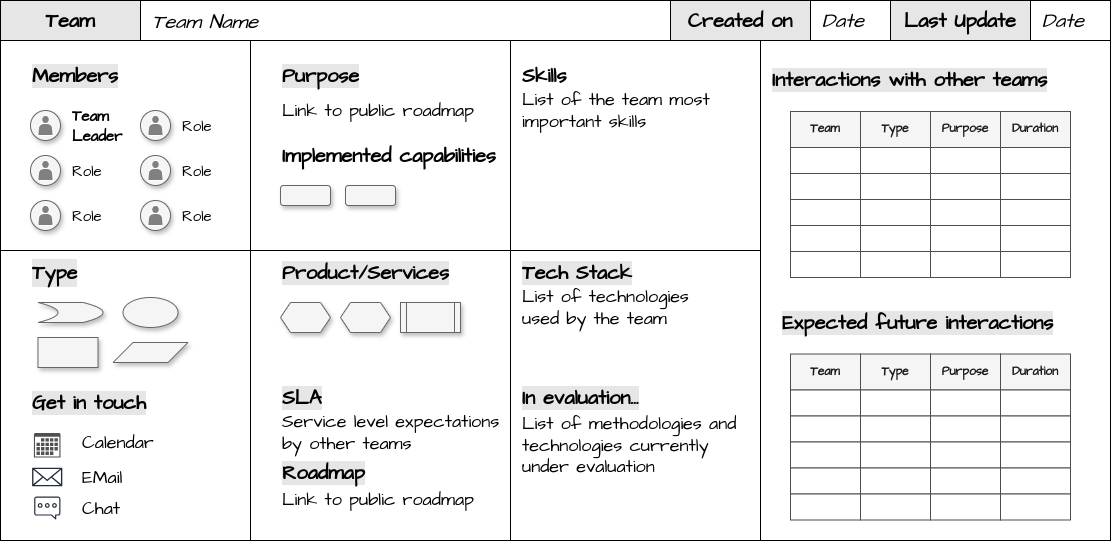 Team
Team Name
Created on
Date
Last Update
Date
Members
Team
Leader
Role
Role
Role
Role
Role
Purpose
Link to public roadmap
Implemented capabilities
Skills
List of the team most
important skills
Type
Get in touch
Calendar
EMail
Chat
Product/Services
SLA
Service level expectations
by other teams
Roadmap
Link to public roadmap
Tech Stack
List of technologies
used by the team
In evaluation...
List of methodologies and
technologies currently
under evaluation
Interactions with other teams
Team Type Purpose Duration
Expected future interactions
Team Type Purpose Duration